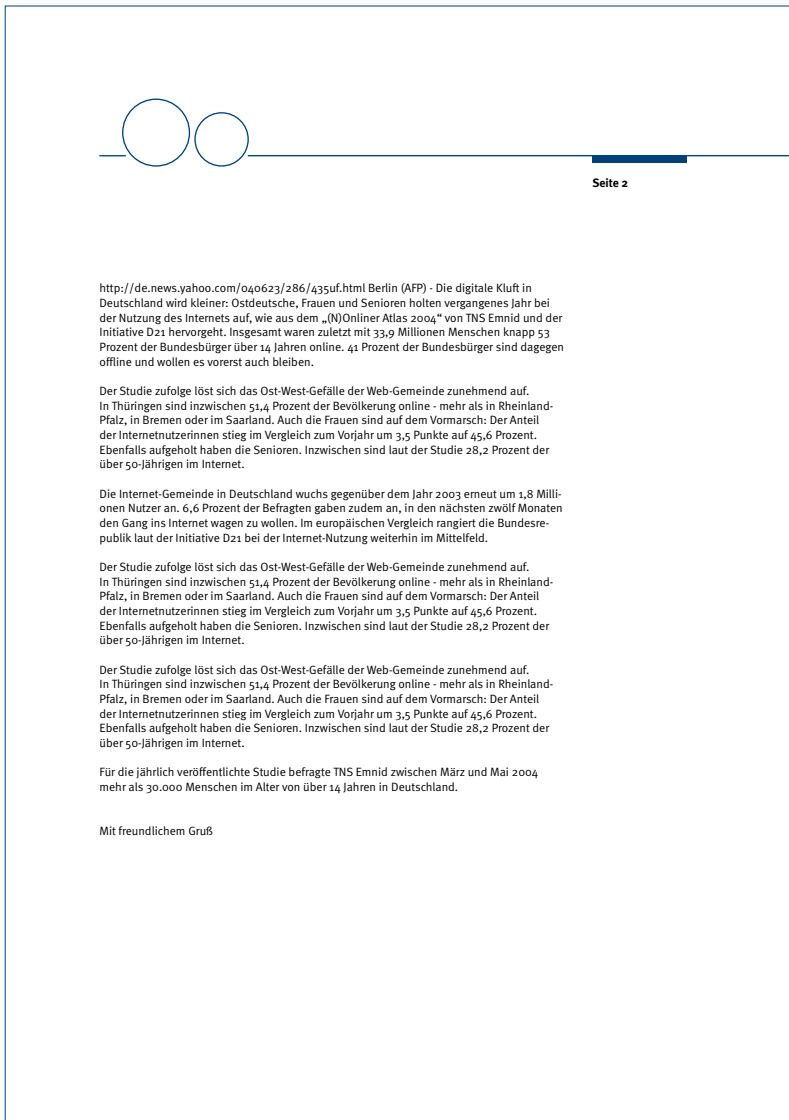 Seite 2
http://de.news.yahoo.com/040623/286/435uf.html Berlin (AFP) - Die digitale Kluft in
Deutschland wird kleiner: Ostdeutsche, Frauen und Senioren holten vergangenes Jahr bei
der Nutzung des Internets auf, wie aus dem „(N)Onliner Atlas 2004“ von TNS Emnid und der
Initiative D21 hervorgeht. Insgesamt waren zuletzt mit 33,9 Millionen Menschen knapp 53
Prozent der Bundesbürger über 14 Jahren online. 41 Prozent der Bundesbürger sind dagegen
offline und wollen es vorerst auch bleiben.
Der Studie zufolge löst sich das Ost-West-Gefälle der Web-Gemeinde zunehmend auf.
In Thüringen sind inzwischen 51,4 Prozent der Bevölkerung online - mehr als in Rheinland-
Pfalz, in Bremen oder im Saarland. Auch die Frauen sind auf dem Vormarsch: Der Anteil
der Internetnutzerinnen stieg im Vergleich zum Vorjahr um 3,5 Punkte auf 45,6 Prozent.
Ebenfalls aufgeholt haben die Senioren. Inzwischen sind laut der Studie 28,2 Prozent der
über 50-Jährigen im Internet.
Die Internet-Gemeinde in Deutschland wuchs gegenüber dem Jahr 2003 erneut um 1,8 Milli-
onen Nutzer an. 6,6 Prozent der Befragten gaben zudem an, in den nächsten zwölf Monaten
den Gang ins Internet wagen zu wollen. Im europäischen Vergleich rangiert die Bundesre-
publik laut der Initiative D21 bei der Internet-Nutzung weiterhin im Mittelfeld.
Der Studie zufolge löst sich das Ost-West-Gefälle der Web-Gemeinde zunehmend auf.
In Thüringen sind inzwischen 51,4 Prozent der Bevölkerung online - mehr als in Rheinland-
Pfalz, in Bremen oder im Saarland. Auch die Frauen sind auf dem Vormarsch: Der Anteil
der Internetnutzerinnen stieg im Vergleich zum Vorjahr um 3,5 Punkte auf 45,6 Prozent.
Ebenfalls aufgeholt haben die Senioren. Inzwischen sind laut der Studie 28,2 Prozent der
über 50-Jährigen im Internet.
Der Studie zufolge löst sich das Ost-West-Gefälle der Web-Gemeinde zunehmend auf.
In Thüringen sind inzwischen 51,4 Prozent der Bevölkerung online - mehr als in Rheinland-
Pfalz, in Bremen oder im Saarland. Auch die Frauen sind auf dem Vormarsch: Der Anteil
der Internetnutzerinnen stieg im Vergleich zum Vorjahr um 3,5 Punkte auf 45,6 Prozent.
Ebenfalls aufgeholt haben die Senioren. Inzwischen sind laut der Studie 28,2 Prozent der
über 50-Jährigen im Internet.
Für die jährlich veröffentlichte Studie befragte TNS Emnid zwischen März und Mai 2004
mehr als 30.000 Menschen im Alter von über 14 Jahren in Deutschland.
Mit freundlichem Gruß